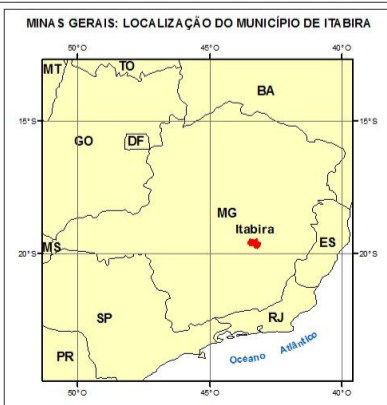 MINAS GERAIS: LOCALIZAÇÃO DO MUNICÍPIO DE ITABIRA
50°
45°
40°
MT
TO
BA
15°S
15°S
GO
DF
MG
Itabira
ES
MS
20°S
20°S
SP
RJ
PR
Oceano Atlântico
50°
45°
40°